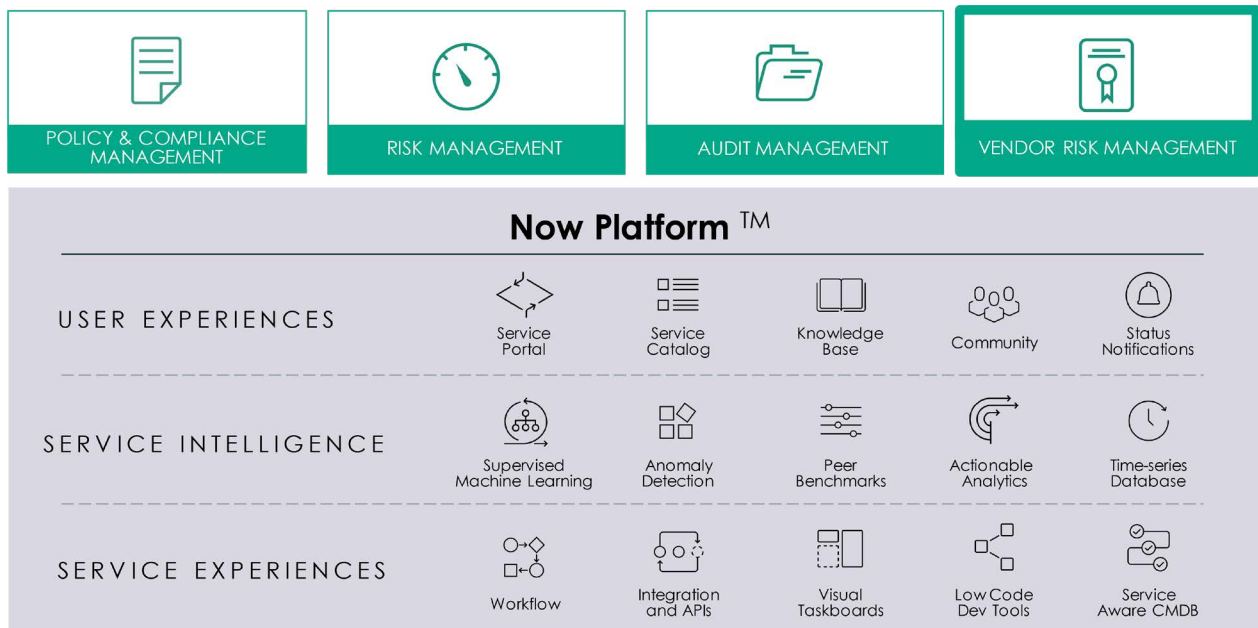 POLICY & COMPLIANCE
MANAGEMENT
RISK MANAGEMENT
AUDIT MANAGEMENT
VENDOR RISK MANAGEMENT
Now Platform TM
USER EXPERIENCES
Service
Portal
Service
Catalog
Knowledge
Base
Community
Status
Notifications
SERVICE INTELLIGENCE
Supervised
Machine Learning
Anomaly
Detection
Peer
Benchmarks
Actionable
Analytics
Time-series
Database
SERVICE EXPERIENCES
Workflow
Integration
and APIs
Visual
Taskboards
Low Code
Dev Tools
Service
Aware CMDB